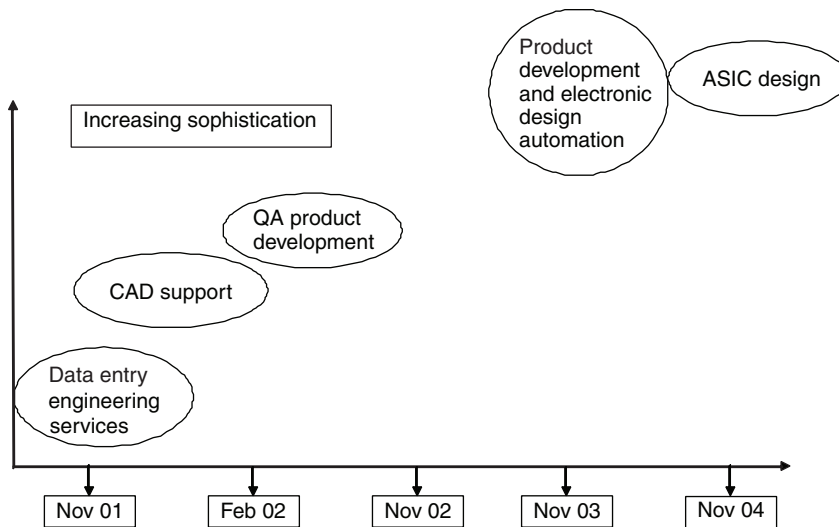 Product
development
and electronic
design
automation
ASIC design
Increasing sophistication
QA product
development
CAD support
Data entry
engineering
services
Nov 01
Feb 02
Nov 02
Nov 03
Nov 04